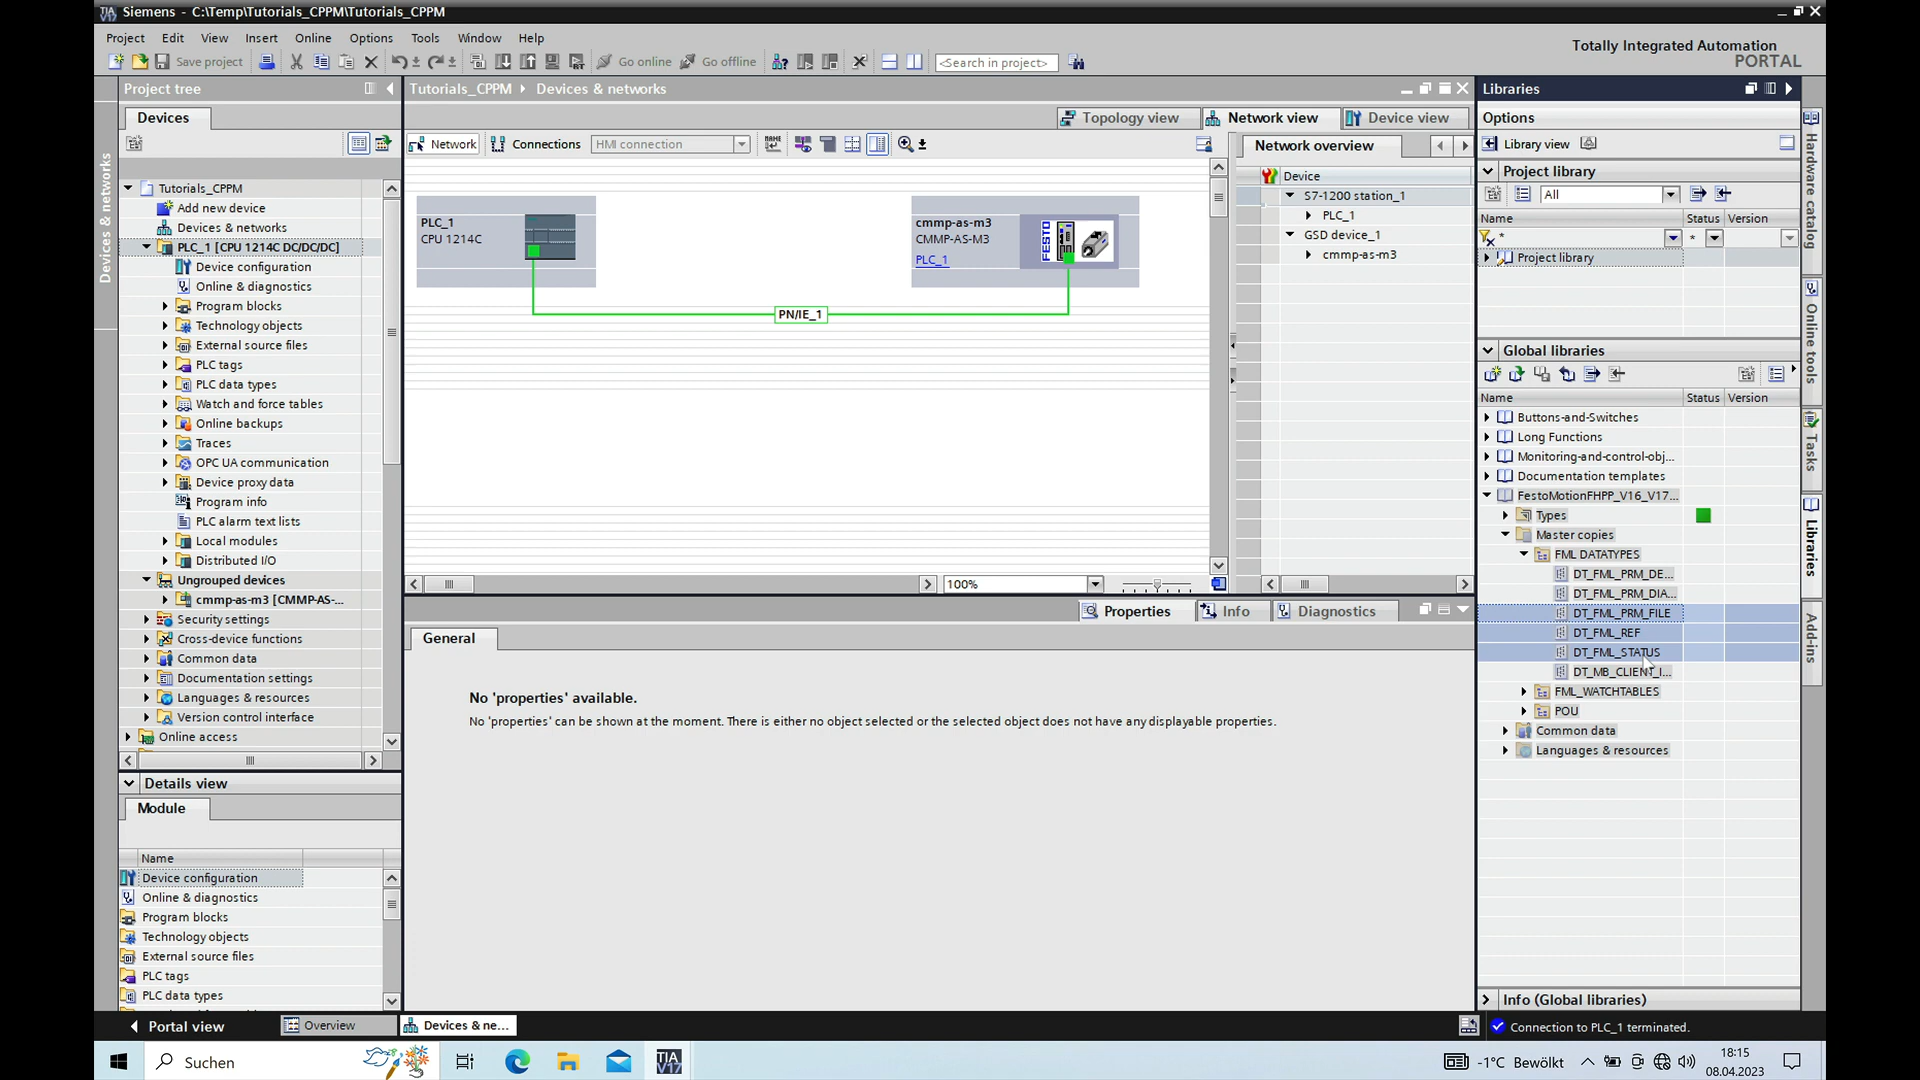 Siemens - C:\Temp\Tutorials_CPPM\Tutorials_CPPM
Project Edit View Insert Online Options Tools Window Help
Totally Integrated Automation
PORTAL
Save project
Go online
Go offline
<Search in project>
Project tree
Tutorials_CPPM Devices & networks
Libraries
Devices
Topology view
Network view
Device view
Options
Network
Connections
HMI connection
Network overview
Library view
Devices & networks
Tutorials_CPPM
Add new device
Devices & networks
PLC_1 [CPU 1214C DC/DC/DC]
Device configuration
Online & diagnostics
Program blocks
Technology objects
External source files
PLC tags
PLC data types
Watch and force tables
Online backups
Traces
OPC UA communication
Device proxy data
Program info
PLC alarm text lists
Local modules
Distributed I/O
Ungrouped devices
cmmp-as-m3 [CMMP-AS-...
Security settings
Cross-device functions
Common data
Documentation settings
Languages & resources
Version control interface
Online access
PLC_1
CPU 1214C
cmmp-as-m3
CMMP-AS-M3
PLC_1
FESTO
PN/IE_1
100%
Device
S7-1200 station_1
PLC_1
GSD device_1
cmmp-as-m3
Project library
All
Name Status Version
* *
Project library
Global libraries
Name Status Version
Buttons-and-Switches
Long Functions
Monitoring-and-control-obj...
Documentation templates
FestoMotionFHPP_V16_V17...
Types
Master copies
FML DATATYPES
DT_FML_PRM_DE...
DT_FML_PRM_DIA...
DT_FML_PRM_FILE
DT_FML_REF
DT_FML_STATUS
DT_MB_CLIENT_I...
FML_WATCHTABLES
POU
Common data
Languages & resources
Info (Global libraries)
Hardware catalog
Online tools
Tasks
Libraries
Add-ins
Properties
Info
Diagnostics
General
No 'properties' available.
No 'properties' can be shown at the moment. There is either no object selected or the selected object does not have any displayable properties.
Details view
Module
Name
Device configuration
Online & diagnostics
Program blocks
Technology objects
External source files
PLC tags
PLC data types
Portal view
Overview
Devices & ne...
Connection to PLC_1 terminated.
Suchen
TIA
V17
-1°C Bewölkt
18:15
08.04.2023